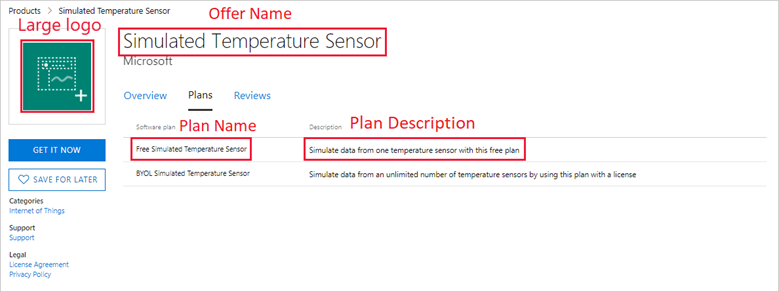 Products > Simulated Temperature Sensor
Large logo
Offer Name
Simulated Temperature Sensor
Microsoft
Overview Plans Reviews
Plan Name
Plan Description
Software plan Description
Free Simulated Temperature Sensor Simulate data from one temperature sensor with this free plan
BYOL Simulated Temperature Sensor Simulate data from an unlimited number of temperature sensors by using this plan with a license
GET IT NOW
SAVE FOR LATER
Categories
Internet of Things
Support
Support
Legal
License Agreement
Privacy Policy